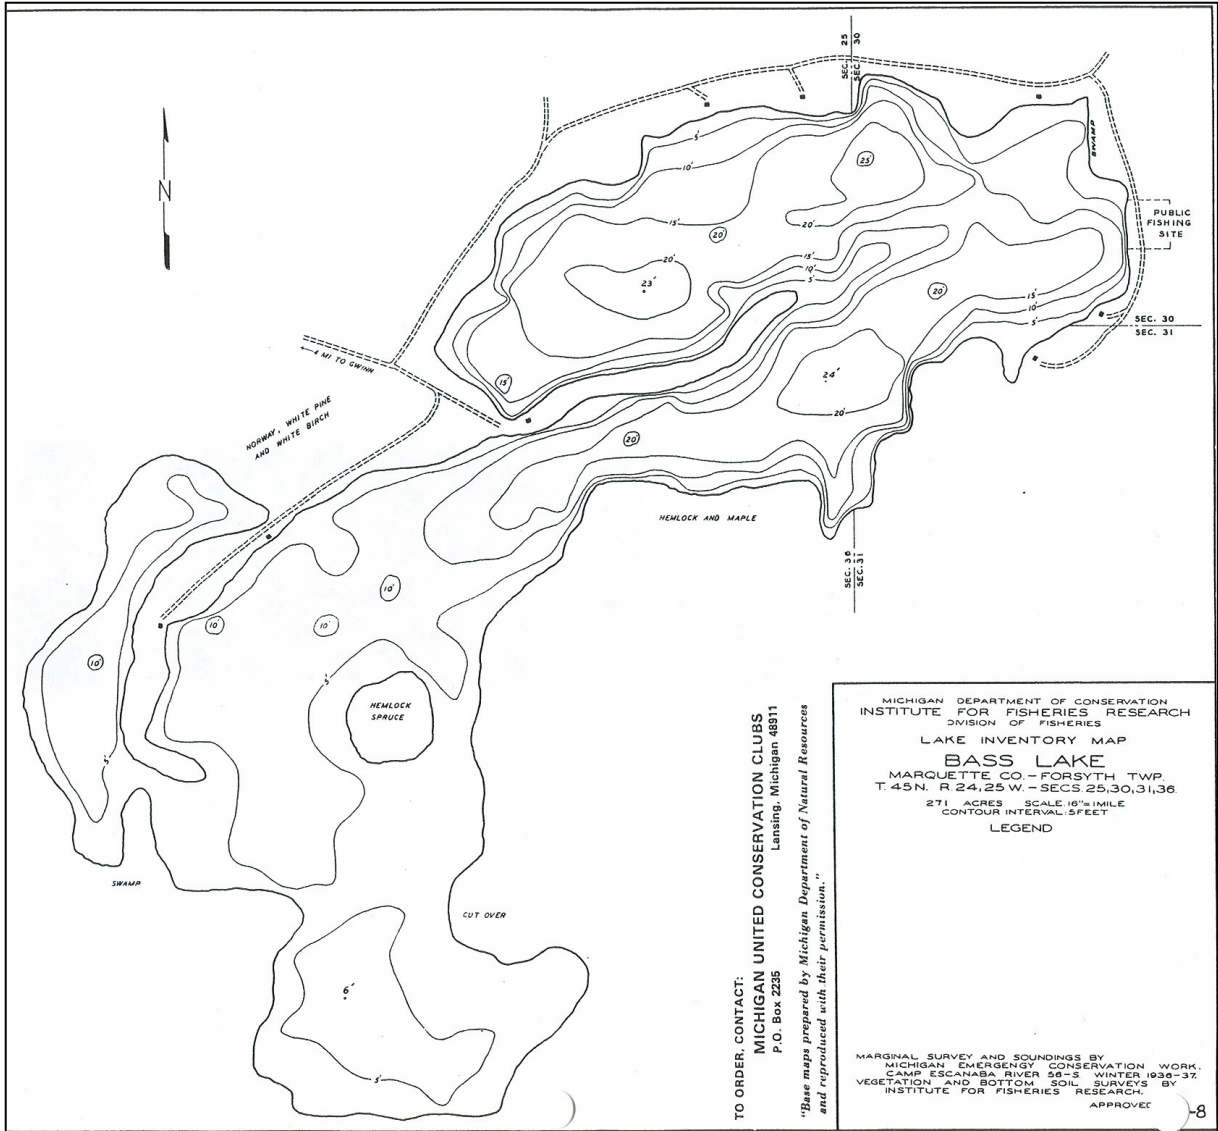 SEC. 25
SEC. 30
N
5'
10'
25'
SWAMP
15'
20'
20'
PUBLIC
FISHING
SITE
20'
23'
15'
10'
5'
20'
15'
10'
5'
SEC. 30
SEC. 31
4 MI TO GWINN
15'
24'
20'
NORWAY, WHITE PINE
AND WHITE BIRCH
20'
HEMLOCK AND MAPLE
SEC. 36
SEC. 31
10'
10'
10'
10'
5'
HEMLOCK
SPRUCE
5'
SWAMP
CUT OVER
6'
5'
TO ORDER, CONTACT:
MICHIGAN UNITED CONSERVATION CLUBS
P.O. Box 2235 Lansing, Michigan 48911
"Base maps prepared by Michigan Department of Natural Resources
and reproduced with their permission."
MICHIGAN DEPARTMENT OF CONSERVATION
INSTITUTE FOR FISHERIES RESEARCH
DIVISION OF FISHERIES
LAKE INVENTORY MAP
BASS LAKE
MARQUETTE CO. - FORSYTH TWP.
T. 45 N. R. 24, 25 W. - SECS. 25, 30, 31, 36.
271 ACRES SCALE: 16"= 1 MILE
CONTOUR INTERVAL: 5 FEET
LEGEND
MARGINAL SURVEY AND SOUNDINGS BY
MICHIGAN EMERGENGY CONSERVATION WORK.
CAMP ESCANABA RIVER 56-S WINTER 1936-37.
VEGETATION AND BOTTOM SOIL SURVEYS BY
INSTITUTE FOR FISHERIES RESEARCH.
APPROVED
-8